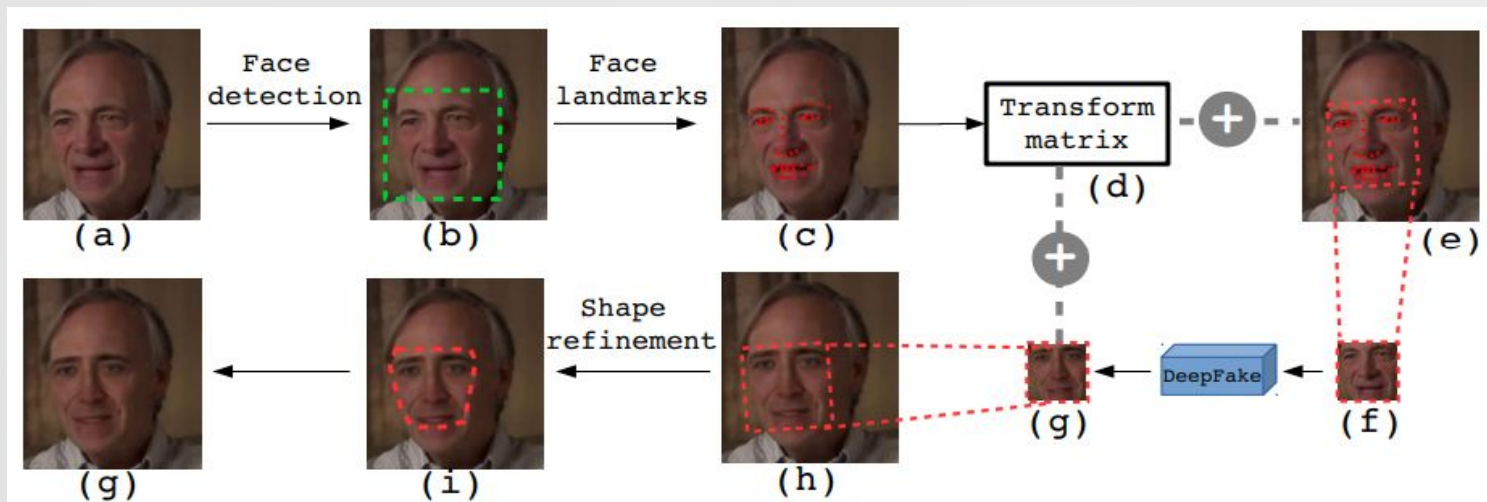 Face
detection
Face
landmarks
Transform
matrix
(a)
(b)
(c)
(d)
(e)
Shape
refinement
DeepFake
(g)
(i)
(h)
(g)
(f)